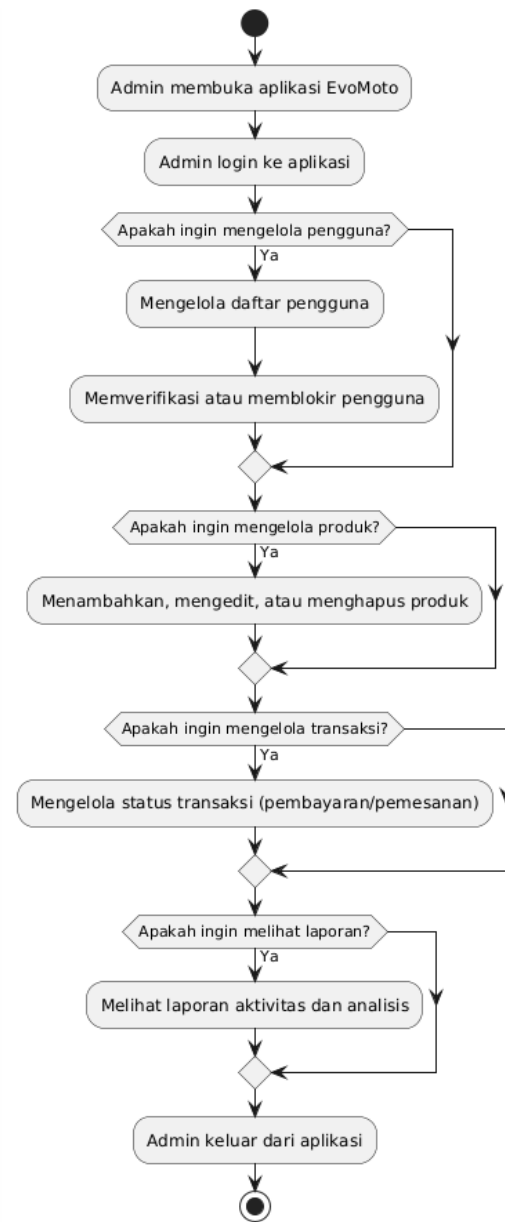 Admin membuka aplikasi EvoMoto
Admin login ke aplikasi
Apakah ingin mengelola pengguna?
Ya
Mengelola daftar pengguna
Memverifikasi atau memblokir pengguna
Apakah ingin mengelola produk?
Ya
Menambahkan, mengedit, atau menghapus produk
Apakah ingin mengelola transaksi?
Ya
Mengelola status transaksi (pembayaran/pemesanan)
Apakah ingin melihat laporan?
Ya
Melihat laporan aktivitas dan analisis
Admin keluar dari aplikasi